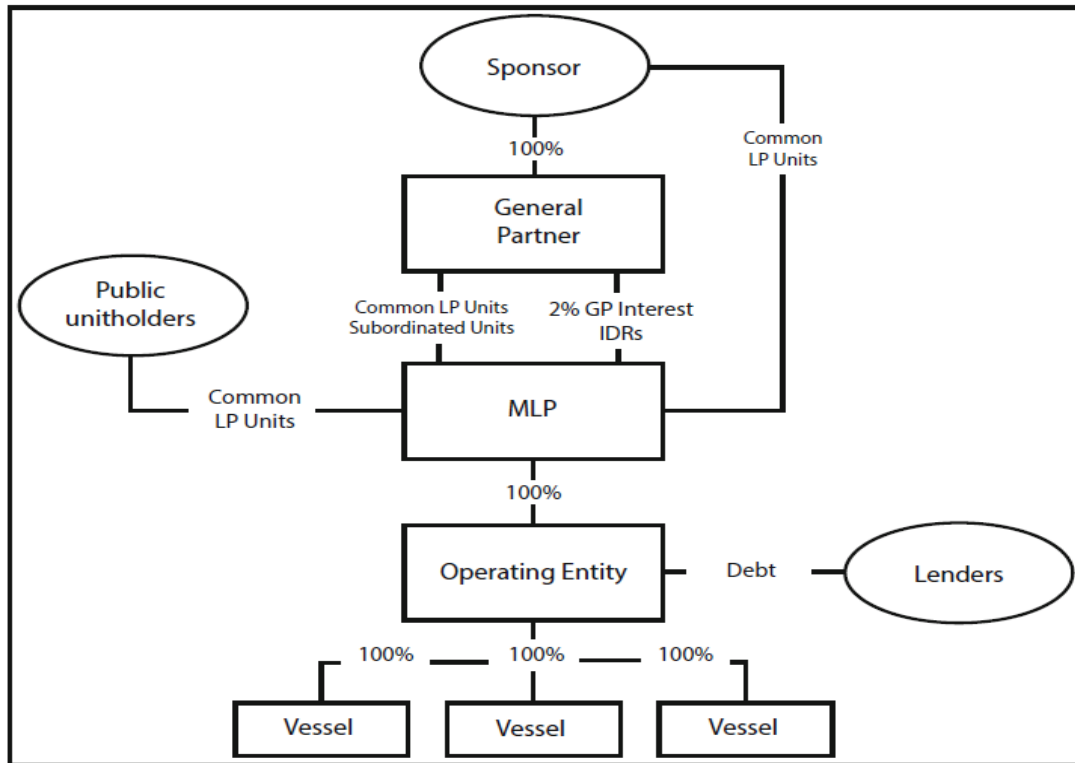 Sponsor
100%
Common
LP Units
General
Partner
Public
unitholders
Common LP Units
Subordinated Units
2% GP Interest
IDRs
Common
LP Units
MLP
100%
Operating Entity
Debt
Lenders
100%
100%
100%
Vessel
Vessel
Vessel